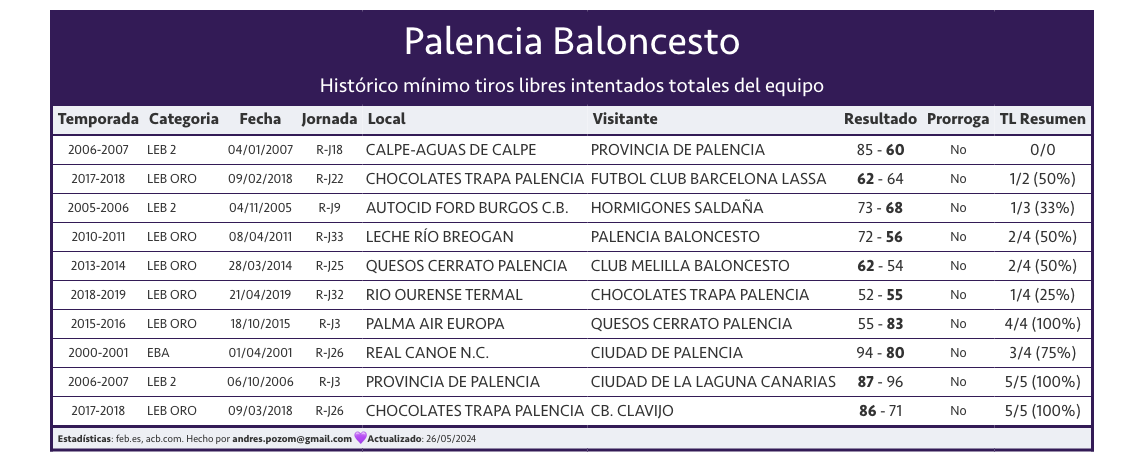 Palencia Baloncesto
Histórico mínimo tiros libres intentados totales del equipo
Temporada Categoria Fecha Jornada Local Visitante Resultado Prorroga TL Resumen
2006-2007 LEB 2 04/01/2007 R-J18 CALPE-AGUAS DE CALPE PROVINCIA DE PALENCIA 85 - 60 No 0/0
2017-2018 LEB ORO 09/02/2018 R-J22 CHOCOLATES TRAPA PALENCIA FUTBOL CLUB BARCELONA LASSA 62 - 64 No 1/2 (50%)
2005-2006 LEB 2 04/11/2005 R-J9 AUTOCID FORD BURGOS C.B. HORMIGONES SALDAÑA 73 - 68 No 1/3 (33%)
2010-2011 LEB ORO 08/04/2011 R-J33 LECHE RÍO BREOGAN PALENCIA BALONCESTO 72 - 56 No 2/4 (50%)
2013-2014 LEB ORO 28/03/2014 R-J25 QUESOS CERRATO PALENCIA CLUB MELILLA BALONCESTO 62 - 54 No 2/4 (50%)
2018-2019 LEB ORO 21/04/2019 R-J32 RIO OURENSE TERMAL CHOCOLATES TRAPA PALENCIA 52 - 55 No 1/4 (25%)
2015-2016 LEB ORO 18/10/2015 R-J3 PALMA AIR EUROPA QUESOS CERRATO PALENCIA 55 - 83 No 4/4 (100%)
2000-2001 EBA 01/04/2001 R-J26 REAL CANOE N.C. CIUDAD DE PALENCIA 94 - 80 No 3/4 (75%)
2006-2007 LEB 2 06/10/2006 R-J3 PROVINCIA DE PALENCIA CIUDAD DE LA LAGUNA CANARIAS 87 - 96 No 5/5 (100%)
2017-2018 LEB ORO 09/03/2018 R-J26 CHOCOLATES TRAPA PALENCIA CB. CLAVIJO 86 - 71 No 5/5 (100%)
Estadísticas: feb.es, acb.com. Hecho por andres.pozom@gmail.com 💜Actualizado: 26/05/2024